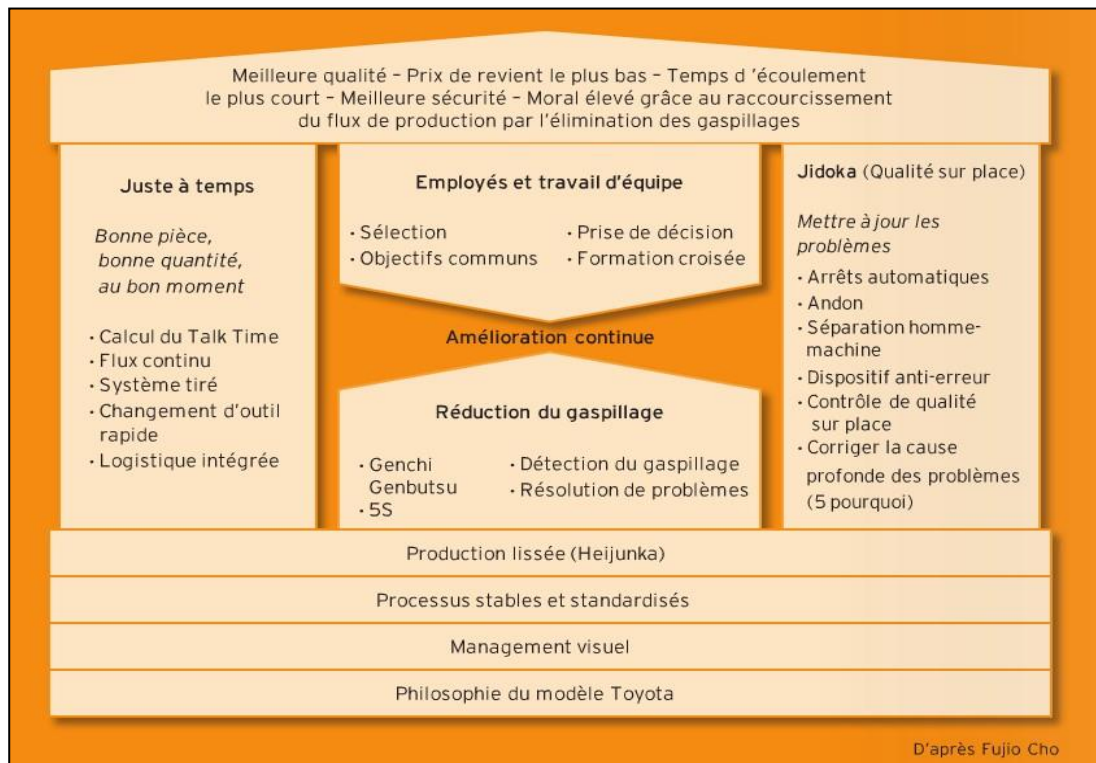 Meilleure qualité – Prix de revient le plus bas – Temps d ’écoulement
le plus court – Meilleure sécurité – Moral élevé grâce au raccourcissement
du flux de production par l’élimination des gaspillages
Juste à temps
Bonne pièce,
bonne quantité,
au bon moment
· Calcul du Talk Time
· Flux continu
· Système tiré
· Changement d’outil
rapide
· Logistique intégrée
Employés et travail d’équipe
· Sélection
· Objectifs communs
· Prise de décision
· Formation croisée
Amélioration continue
Réduction du gaspillage
· Genchi
Genbutsu
· 5S
· Détection du gaspillage
· Résolution de problèmes
Jidoka (Qualité sur place)
Mettre à jour les
problèmes
· Arrêts automatiques
· Andon
· Séparation homme-
machine
· Dispositif anti-erreur
· Contrôle de qualité
sur place
· Corriger la cause
profonde des problèmes
(5 pourquoi)
Production lissée (Heijunka)
Processus stables et standardisés
Management visuel
Philosophie du modèle Toyota
D’après Fujio Cho